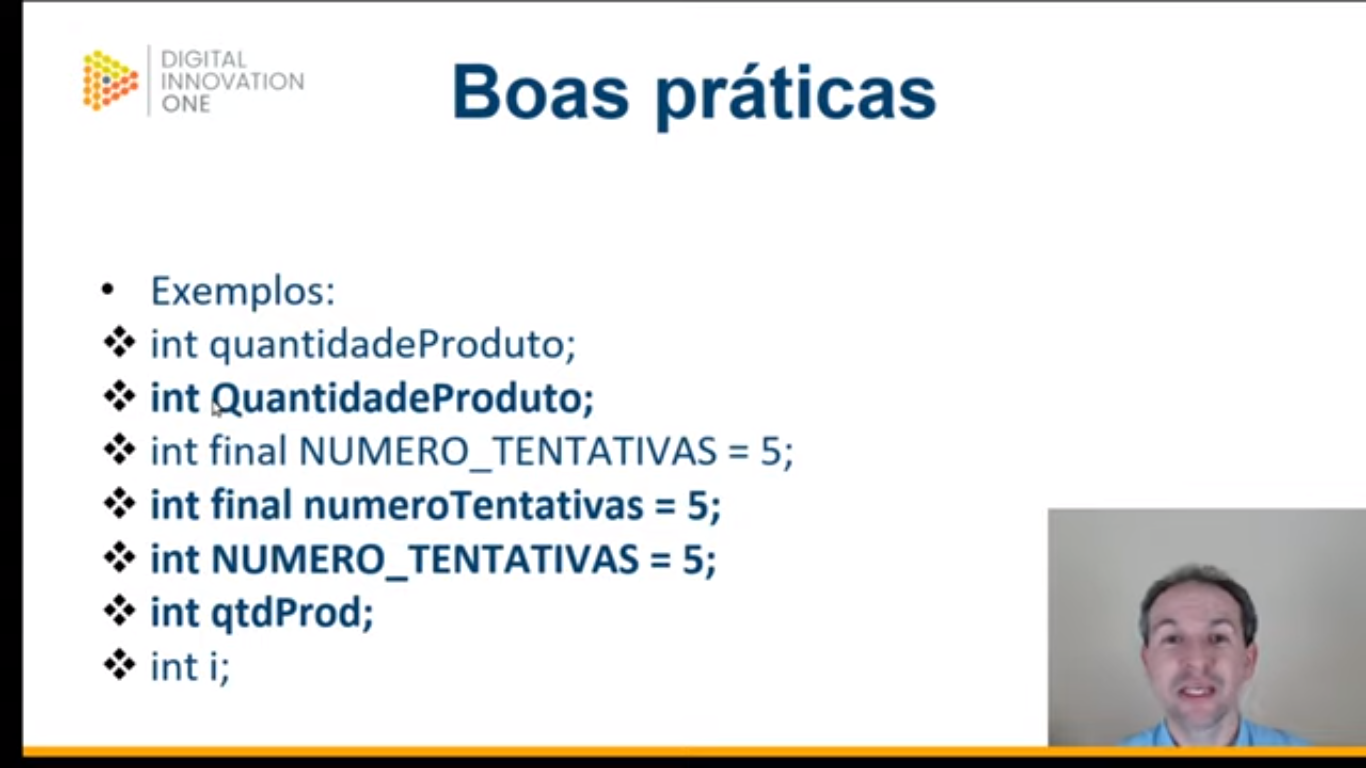 DIGITAL
INNOVATION
ONE
Boas práticas
• Exemplos:
❖ int quantidadeProduto;
❖ int QuantidadeProduto;
❖ int final NUMERO_TENTATIVAS = 5;
❖ int final numeroTentativas = 5;
❖ int NUMERO_TENTATIVAS = 5;
❖ int qtdProd;
❖ int i;